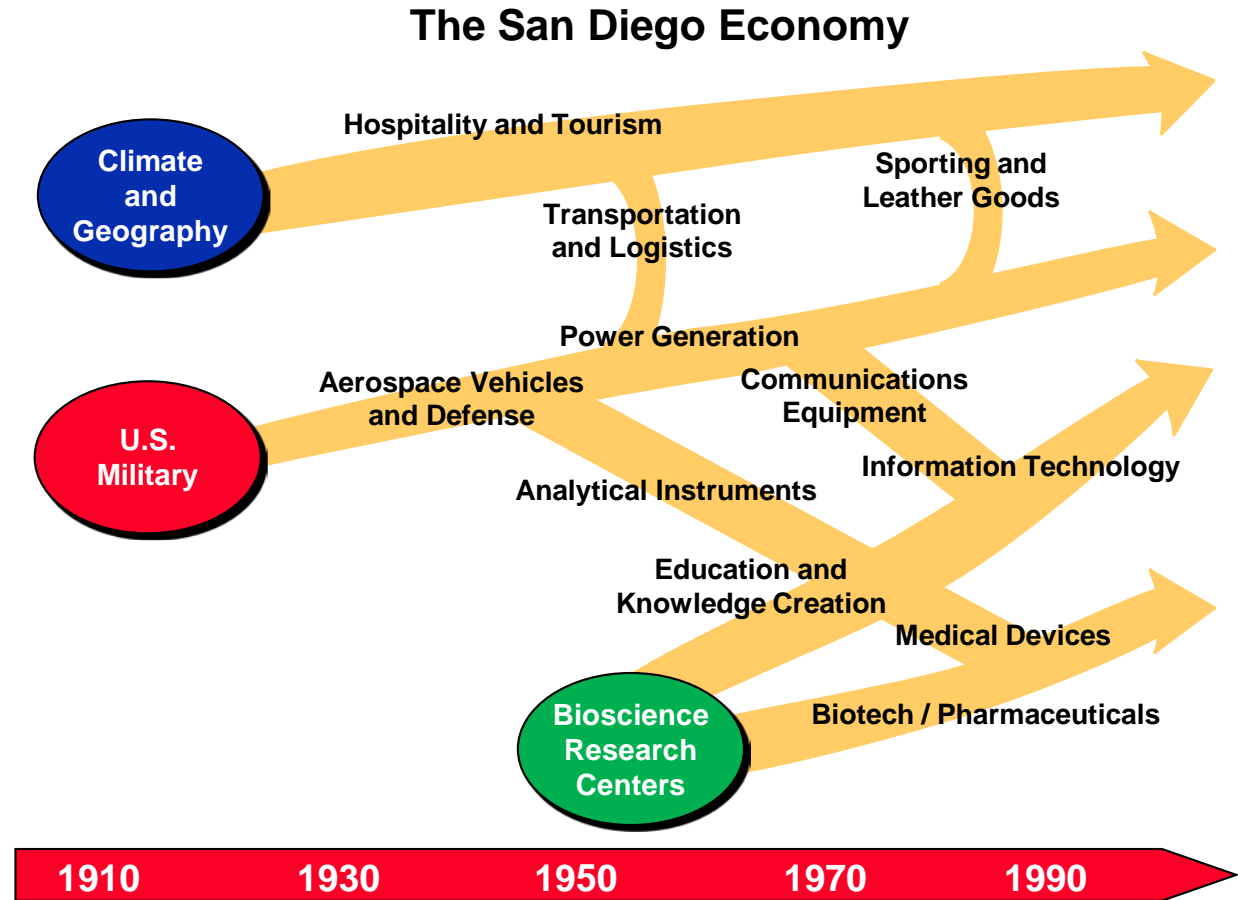 The San Diego Economy
Hospitality and Tourism
Climate
and
Geography
Sporting and
Leather Goods
Transportation
and Logistics
Power Generation
Aerospace Vehicles
and Defense
Communications
Equipment
U.S.
Military
Information Technology
Analytical Instruments
Education and
Knowledge Creation
Medical Devices
Bioscience
Research
Centers
Biotech / Pharmaceuticals
1910 1930 1950 1970 1990